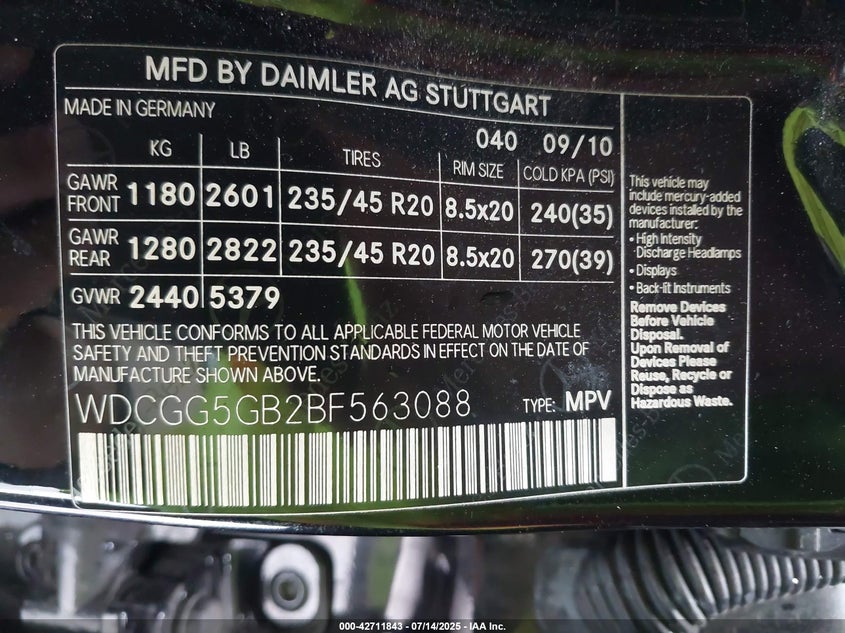 MFD BY DAIMLER AG STUTTGART
MADE IN GERMANY
040 09/10
KG LB TIRES RIM SIZE COLD KPA (PSI)
GAWR FRONT 1180 2601 235/45 R20 8.5x20 240(35)
GAWR REAR 1280 2822 235/45 R20 8.5x20 270(39)
GVWR 2440 5379
THIS VEHICLE CONFORMS TO ALL APPLICABLE FEDERAL MOTOR VEHICLE
SAFETY AND THEFT PREVENTION STANDARDS IN EFFECT ON THE DATE OF
MANUFACTURE SHOWN ABOVE.
WDCGG5GB2BF563088 TYPE: MPV
This vehicle may
include mercury-added
devices installed by the
manufacturer:
• High Intensity
Discharge Headlamps
• Displays
• Back-lit Instruments
Remove Devices
Before Vehicle
Disposal.
Upon Removal of
Devices Please
Reuse, Recycle or
Dispose as
Hazardous Waste.
000-42711843 | 07/14/2025 | IAA Inc.